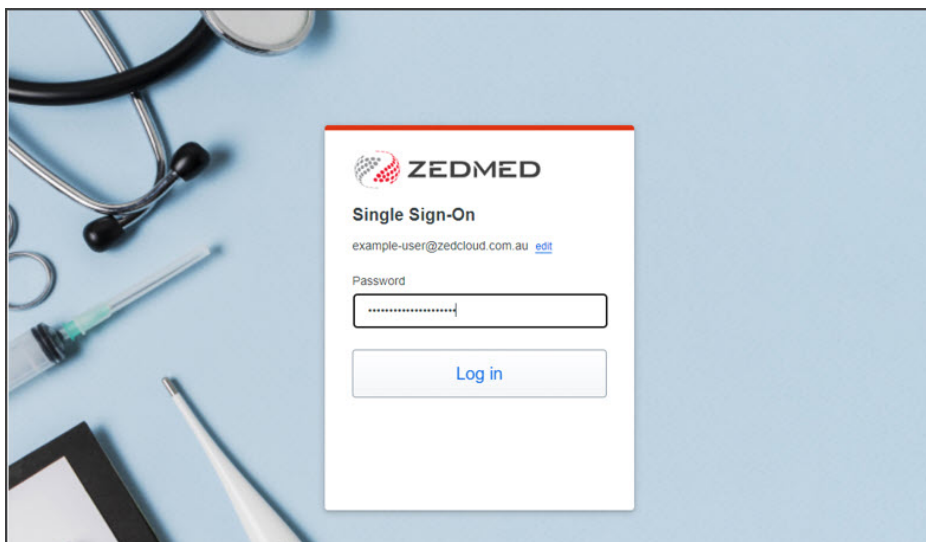 ZEDMED
Single Sign-On
example-user@zedcloud.com.au edit
Password
•••••••••••••••••••••
Log in